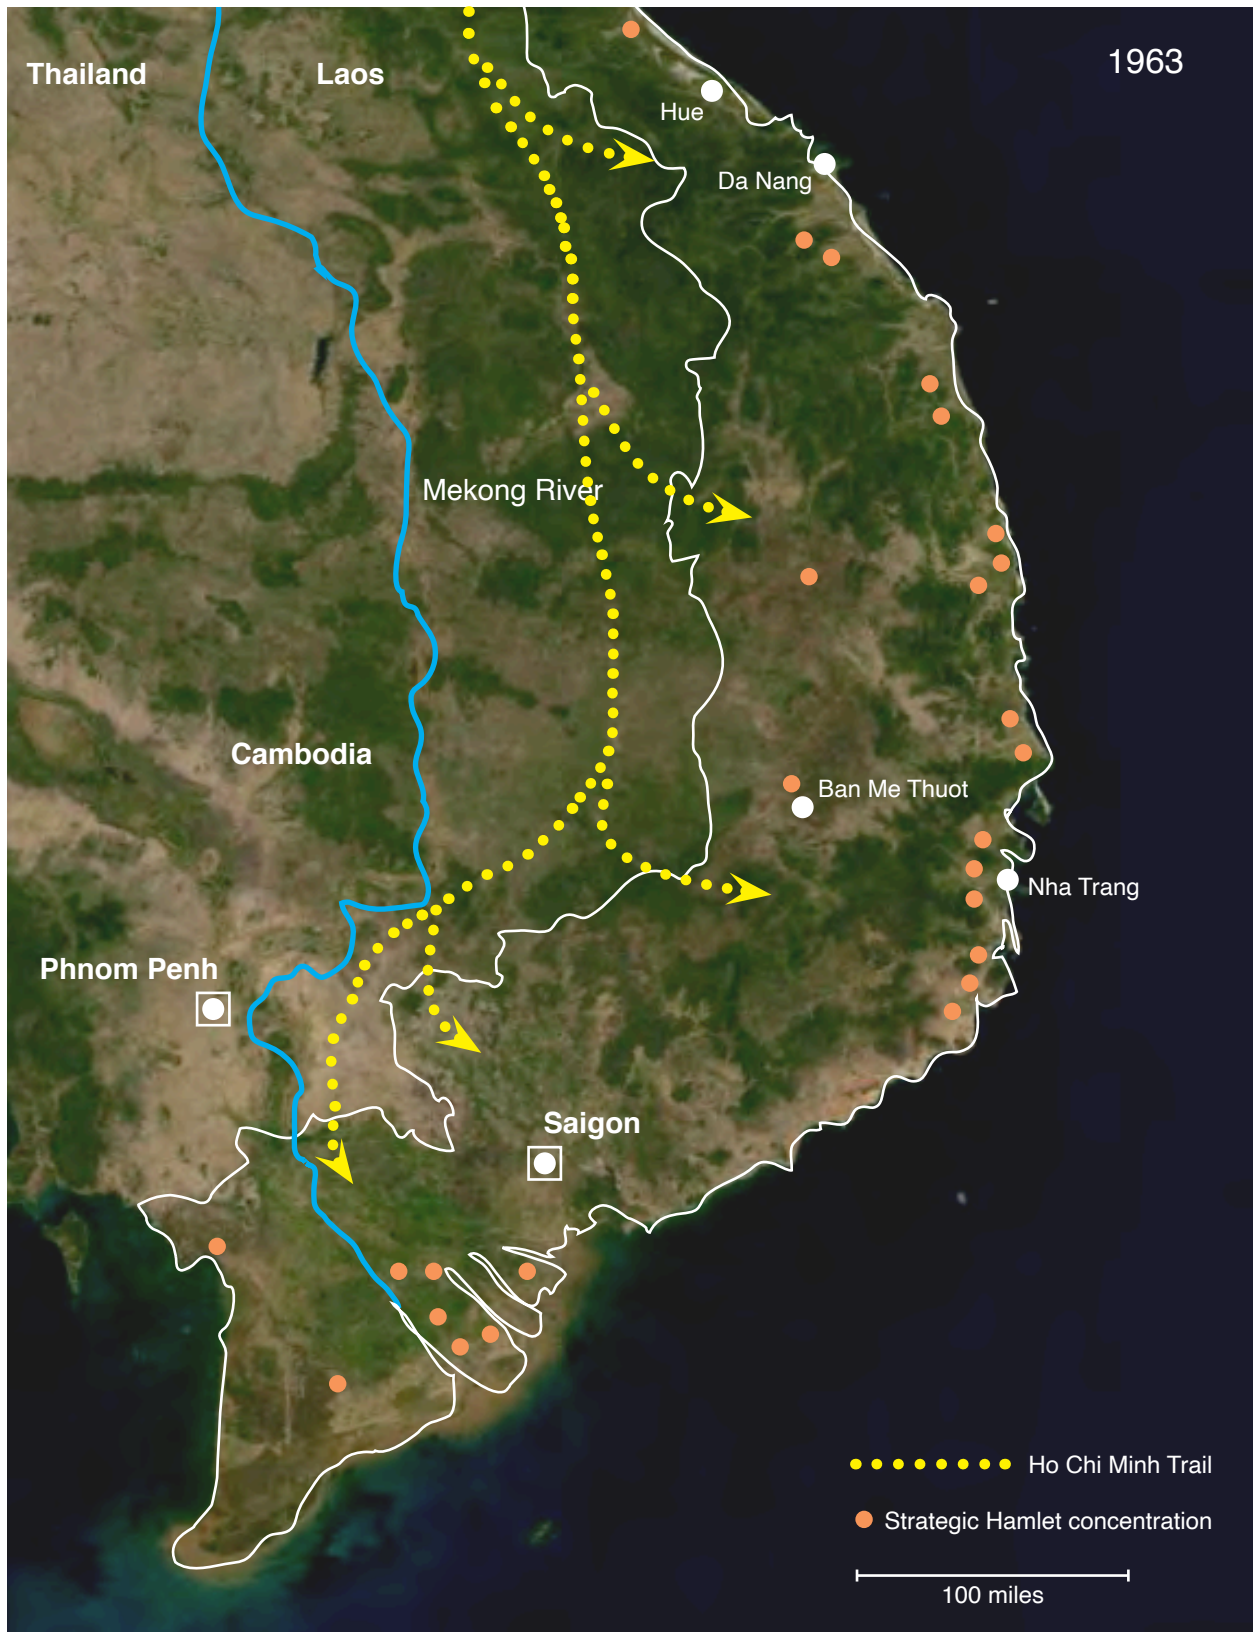 Thailand
Laos
1963
Hue
Da Nang
Mekong River
Cambodia
Ban Me Thuot
Nha Trang
Phnom Penh
Saigon
Ho Chi Minh Trail
Strategic Hamlet concentration
100 miles